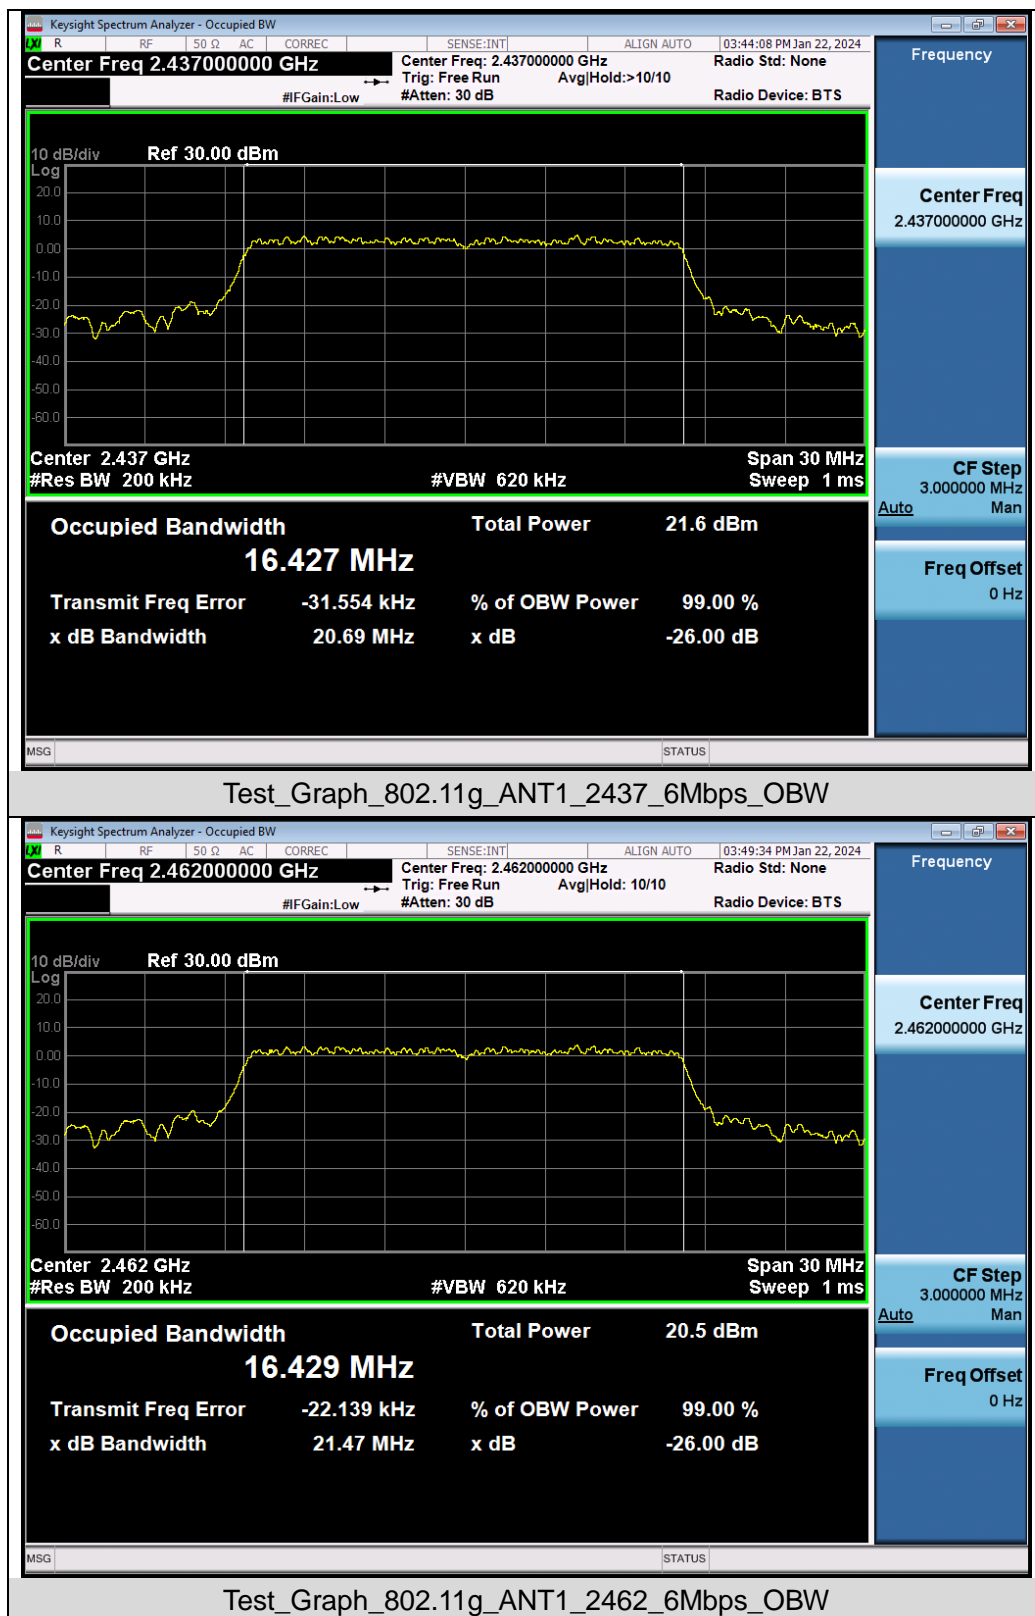 Keysight Spectrum Analyzer - Occupied BW
LXI R RF 50 Ω AC CORREC SENSE:INT ALIGN AUTO 03:44:08 PM Jan 22, 2024
Center Freq 2.437000000 GHz
Center Freq: 2.437000000 GHz
Radio Std: None
Trig: Free Run Avg|Hold:>10/10
#IFGain:Low
#Atten: 30 dB
Radio Device: BTS
10 dB/div Ref 30.00 dBm
Log
20.0
10.0
0.00
-10.0
-20.0
-30.0
-40.0
-50.0
-60.0
Center 2.437 GHz Span 30 MHz
#Res BW 200 kHz #VBW 620 kHz Sweep 1 ms
Occupied Bandwidth Total Power 21.6 dBm
16.427 MHz
Transmit Freq Error -31.554 kHz % of OBW Power 99.00 %
x dB Bandwidth 20.69 MHz x dB -26.00 dB
MSG STATUS
Frequency
Center Freq
2.437000000 GHz
CF Step
3.000000 MHz
Auto Man
Freq Offset
0 Hz
Test_Graph_802.11g_ANT1_2437_6Mbps_OBW
Keysight Spectrum Analyzer - Occupied BW
LXI R RF 50 Ω AC CORREC SENSE:INT ALIGN AUTO 03:49:34 PM Jan 22, 2024
Center Freq 2.462000000 GHz
Center Freq: 2.462000000 GHz
Radio Std: None
Trig: Free Run Avg|Hold: 10/10
#IFGain:Low
#Atten: 30 dB
Radio Device: BTS
10 dB/div Ref 30.00 dBm
Log
20.0
10.0
0.00
-10.0
-20.0
-30.0
-40.0
-50.0
-60.0
Center 2.462 GHz Span 30 MHz
#Res BW 200 kHz #VBW 620 kHz Sweep 1 ms
Occupied Bandwidth Total Power 20.5 dBm
16.429 MHz
Transmit Freq Error -22.139 kHz % of OBW Power 99.00 %
x dB Bandwidth 21.47 MHz x dB -26.00 dB
MSG STATUS
Frequency
Center Freq
2.462000000 GHz
CF Step
3.000000 MHz
Auto Man
Freq Offset
0 Hz
Test_Graph_802.11g_ANT1_2462_6Mbps_OBW